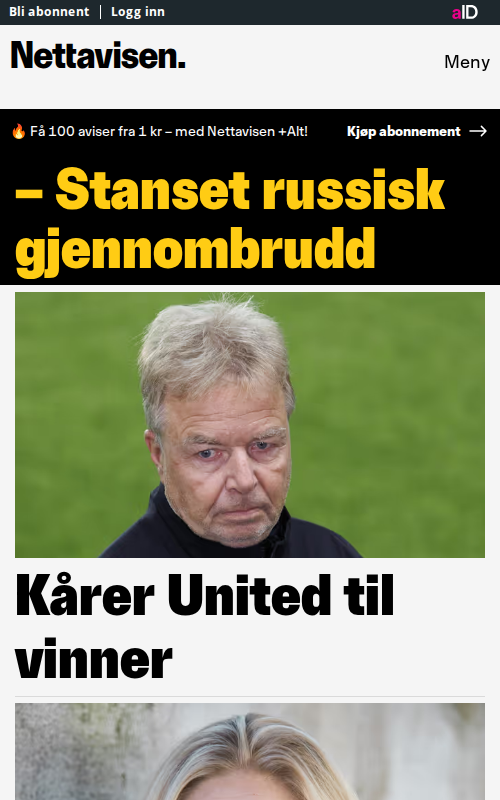 Bli abonnent | Logg inn
aID
Nettavisen.
Meny
🔥 Få 100 aviser fra 1 kr – med Nettavisen +Alt!
Kjøp abonnement →
– Stanset russisk
gjennombrudd
Kårer United til
vinner